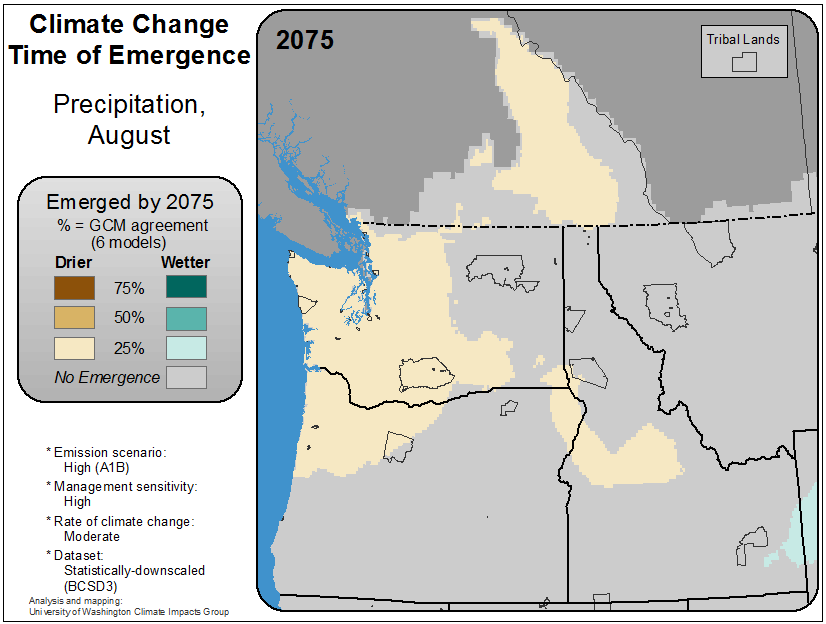 Climate Change
Time of Emergence
Precipitation,
August
Emerged by 2075
% = GCM agreement
(6 models)
Drier Wetter
75%
50%
25%
No Emergence
* Emission scenario:
High (A1B)
* Management sensitivity:
High
* Rate of climate change:
Moderate
* Dataset:
Statistically-downscaled
(BCSD3)
Analysis and mapping:
University of Washington Climate Impacts Group
2075
Tribal Lands